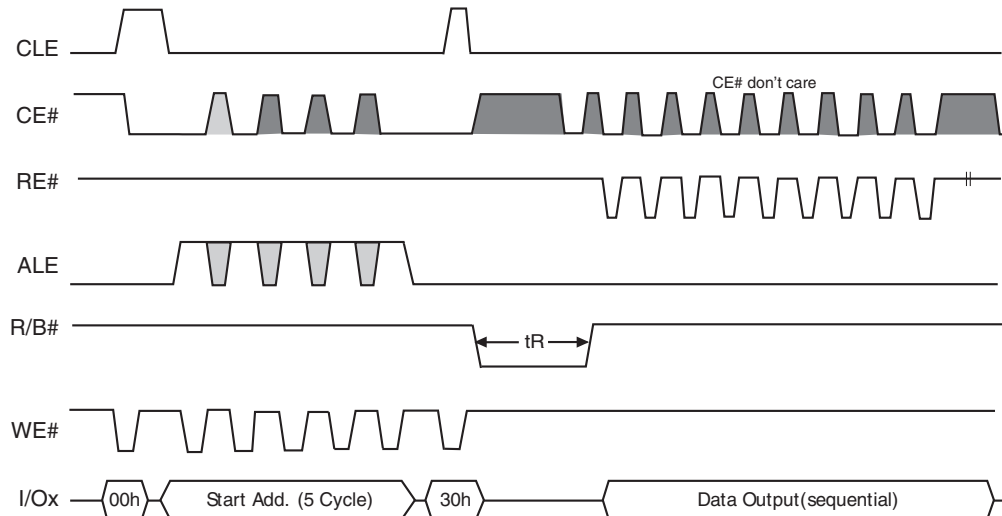 CLE
CE#
CE# don't care
RE#
ALE
R/B#
tR
WE#
I/Ox
00h
Start Add. (5 Cycle)
30h
Data Output(sequential)